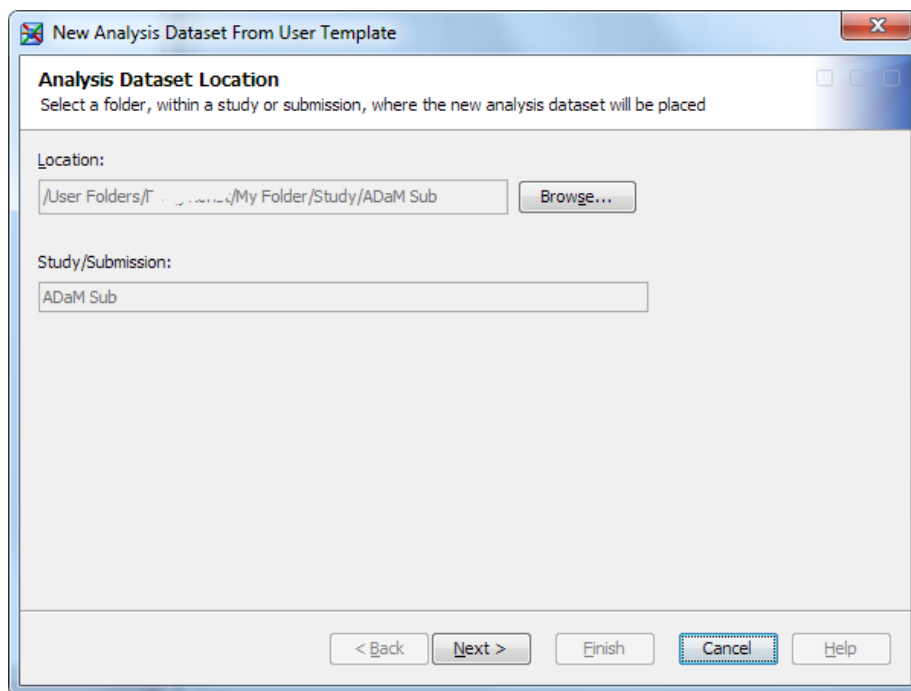 New Analysis Dataset From User Template
Analysis Dataset Location
Select a folder, within a study or submission, where the new analysis dataset will be placed
Location:
/User Folders/ /My Folder/Study/ADaM Sub
Browse...
Study/Submission:
ADaM Sub
< Back
Next >
Finish
Cancel
Help